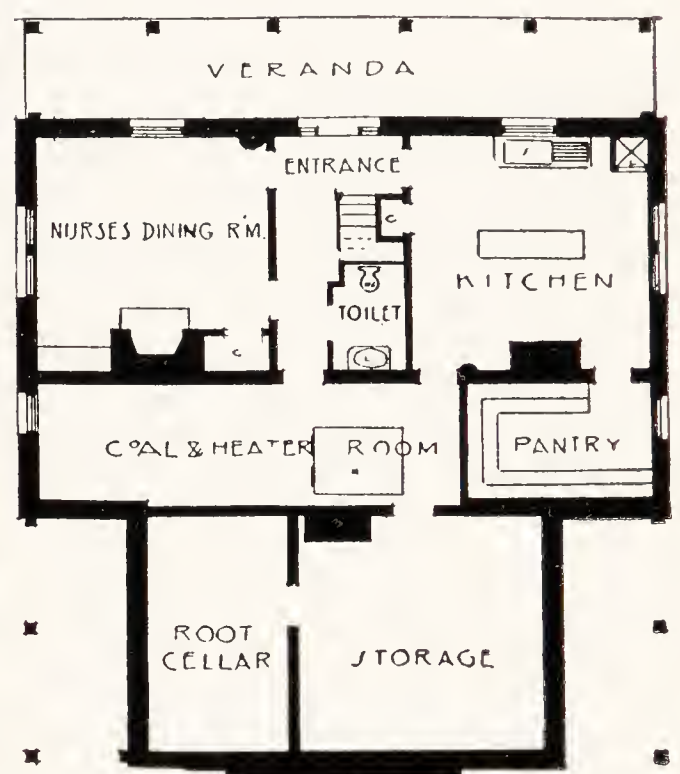 VERANDA
ENTRANCE
NURSES DINING R'M.
C
KITCHEN
TOILET
C
COAL & HEATER ROOM
PANTRY
ROOT
CELLAR
STORAGE